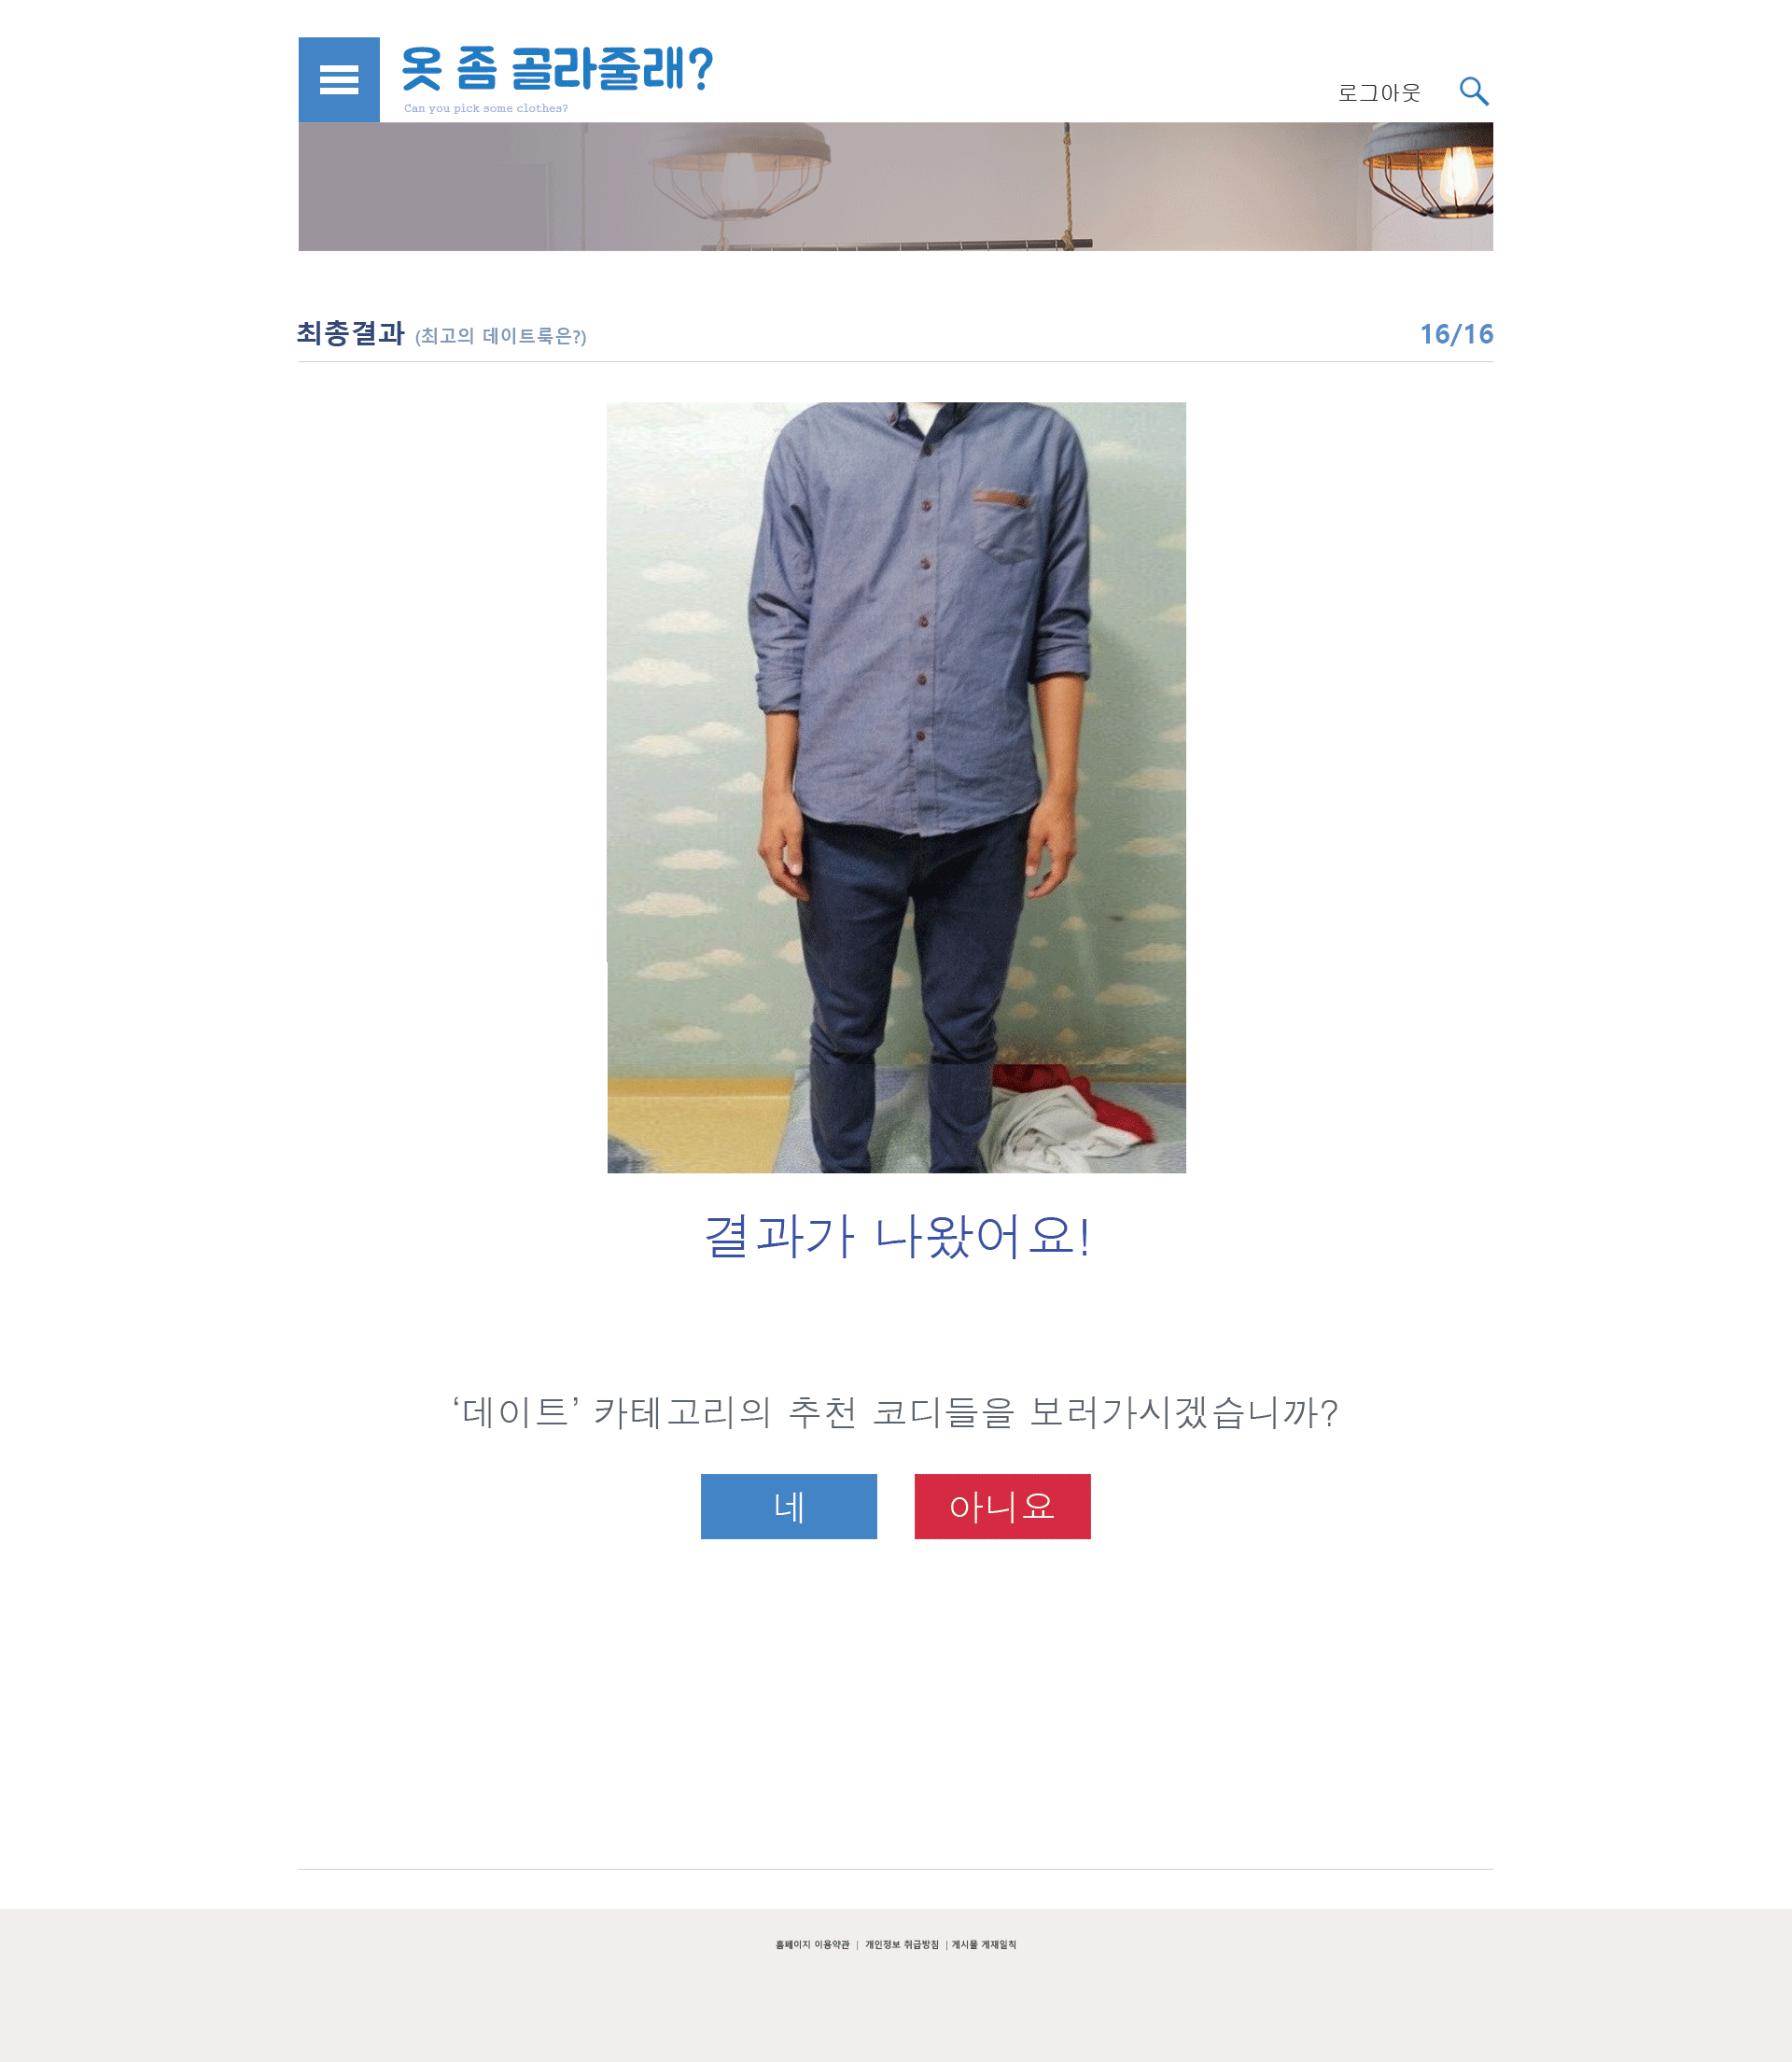 옷 좀 골라줄래?
Can you pick some clothes?
로그아웃
최총결과 (최고의 데이트룩은?)
16/16
결과가 나왔어요!
‘데이트’ 카테고리의 추천 코디들을 보러가시겠습니까?
네
아니요
홈페이지 이용약관 | 개인정보 취급방침 | 게시물 게재일칙